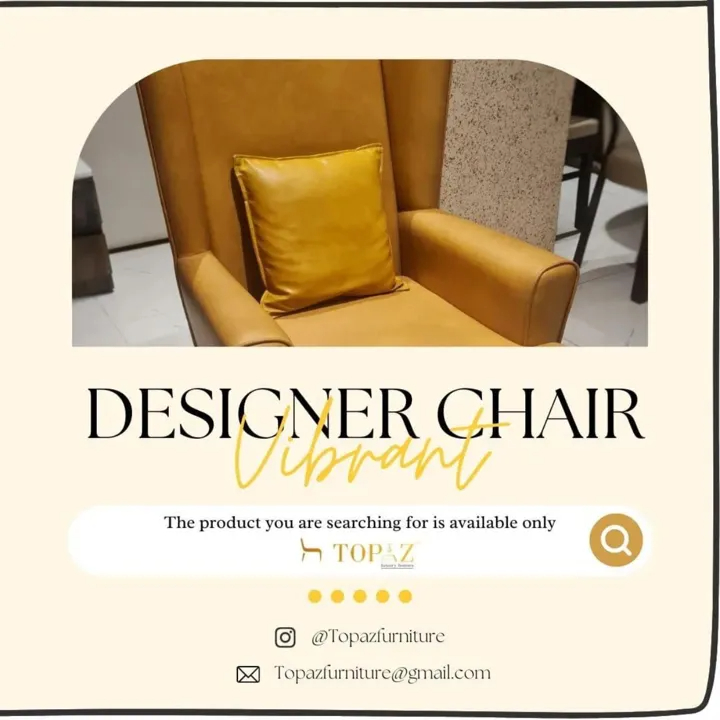 DESIGNER CHAIR
Vibrant
The product you are searching for is available only
TOPAZ
@Topazfurniture
Topazfurniture@gmail.com